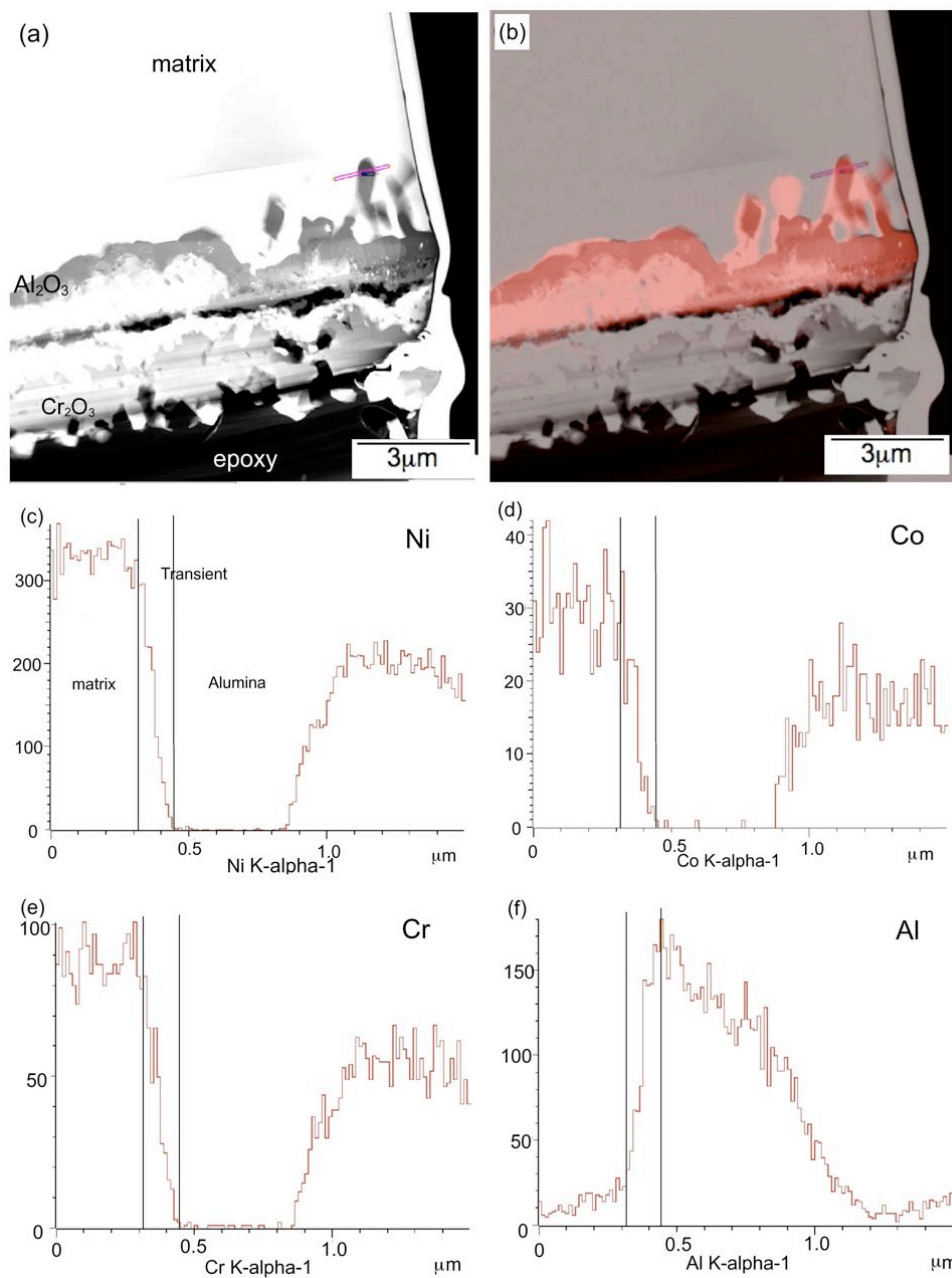 (a)
matrix
Al₂O₃
Cr₂O₃
epoxy
3μm
(b)
3μm
(c)
Ni
300
200
100
0
Transient
matrix
Alumina
0 0.5 1.0 μm
Ni K-alpha-1
(d)
Co
40
30
20
10
0
0 0.5 1.0 μm
Co K-alpha-1
(e)
Cr
100
50
0
0 0.5 1.0 μm
Cr K-alpha-1
(f)
Al
150
100
50
0
0 0.5 1.0 μm
Al K-alpha-1